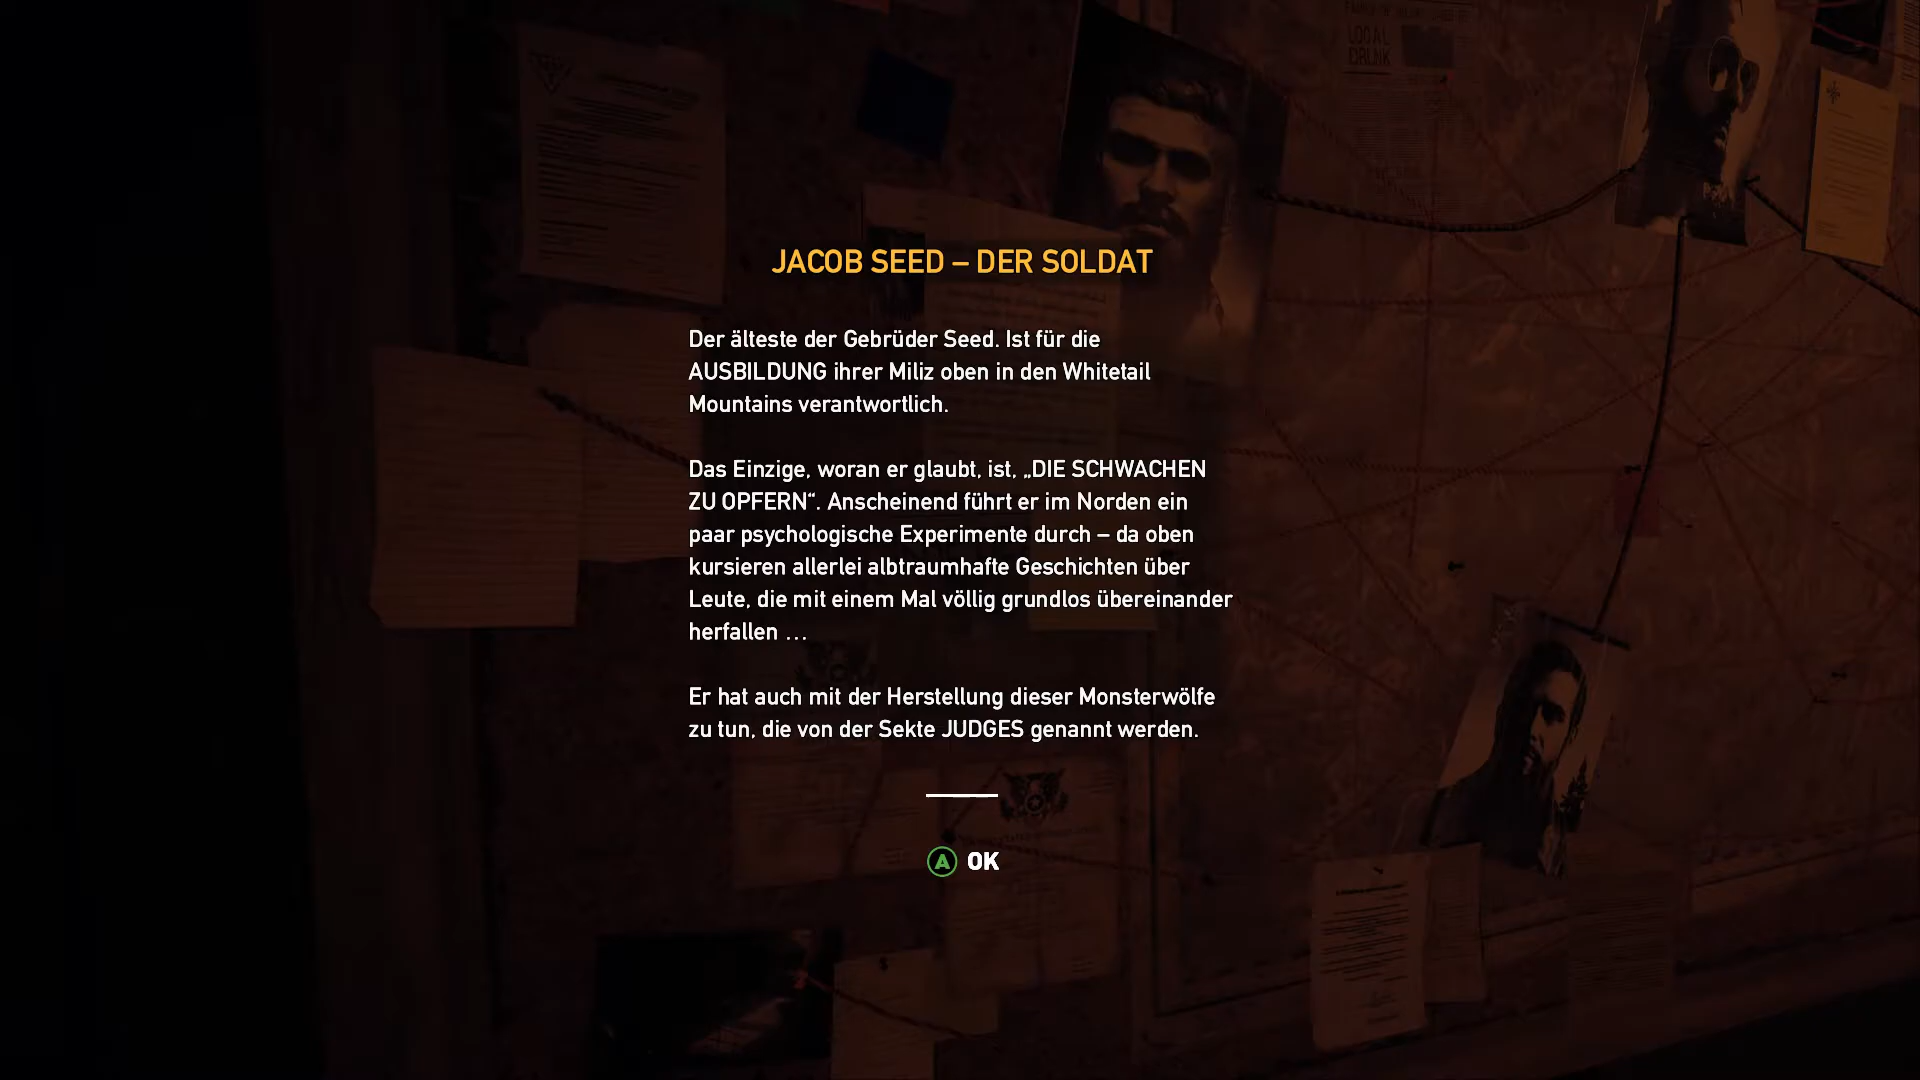 LOCAL
DRUNK
JACOB SEED – DER SOLDAT
Der älteste der Gebrüder Seed. Ist für die
AUSBILDUNG ihrer Miliz oben in den Whitetail
Mountains verantwortlich.
Das Einzige, woran er glaubt, ist, „DIE SCHWACHEN
ZU OPFERN“. Anscheinend führt er im Norden ein
paar psychologische Experimente durch – da oben
kursieren allerlei albtraumhafte Geschichten über
Leute, die mit einem Mal völlig grundlos übereinander
herfallen …
Er hat auch mit der Herstellung dieser Monsterwölfe
zu tun, die von der Sekte JUDGES genannt werden.
A OK